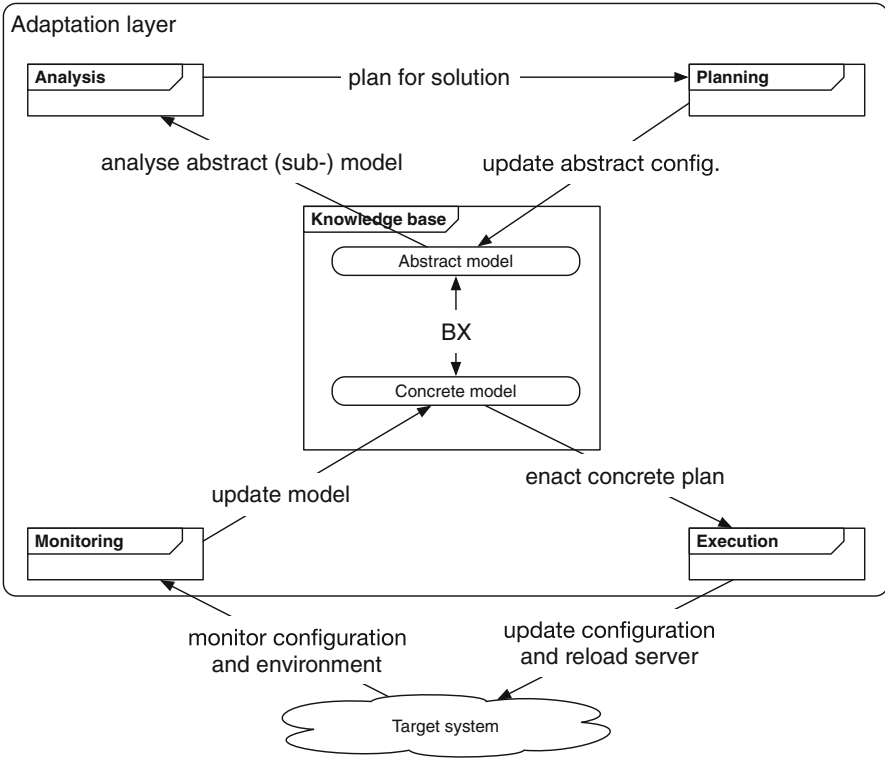 Adaptation layer
Analysis
plan for solution
Planning
analyse abstract (sub-) model
update abstract config.
Knowledge base
Abstract model
BX
Concrete model
update model
enact concrete plan
Monitoring
Execution
monitor configuration
and environment
update configuration
and reload server
Target system